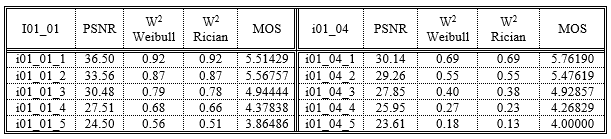 I01_01 PSNR W² Weibull W² Rician MOS i01_04 PSNR W² Weibull W² Rician MOS
i01_01_1 36.50 0.92 0.92 5.51429 i01_04_1 30.14 0.69 0.69 5.76190
i01_01_2 33.56 0.87 0.87 5.56757 i01_04_2 29.26 0.55 0.55 5.47619
i01_01_3 30.48 0.79 0.78 4.94444 i01_04_3 27.85 0.40 0.38 4.92857
i01_01_4 27.51 0.68 0.66 4.37838 i01_04_4 25.95 0.27 0.23 4.26829
i01_01_5 24.50 0.56 0.51 3.86486 i01_04_5 23.61 0.18 0.13 4.00000